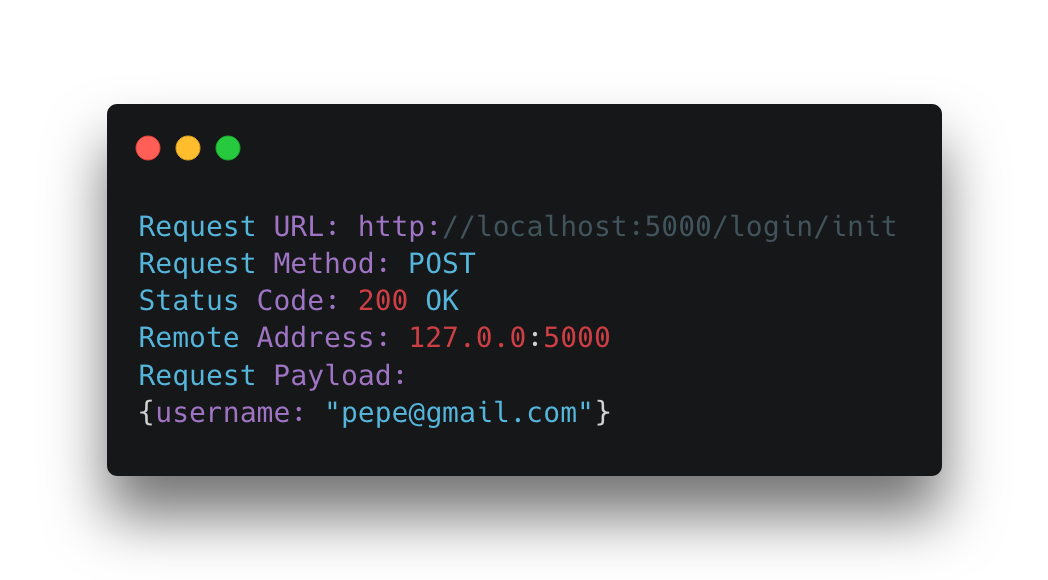 Request URL: http://localhost:5000/login/init
Request Method: POST
Status Code: 200 OK
Remote Address: 127.0.0:5000
Request Payload:
{username: "pepe@gmail.com"}